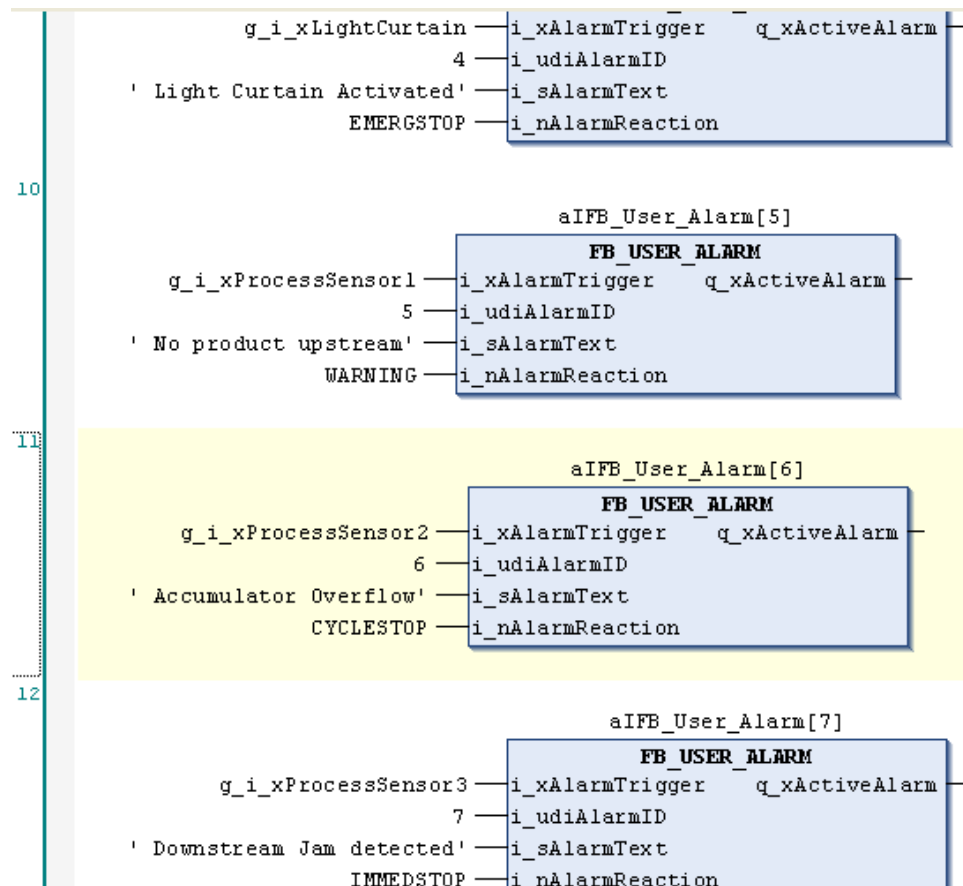 g_i_xLightCurtain i_xAlarmTrigger q_xActiveAlarm
4 i_udiAlarmID
' Light Curtain Activated' i_sAlarmText
EMERGSTOP i_nAlarmReaction
10
aIFB_User_Alarm[5]
FB_USER_ALARM
g_i_xProcessSensor1 i_xAlarmTrigger q_xActiveAlarm
5 i_udiAlarmID
' No product upstream' i_sAlarmText
WARNING i_nAlarmReaction
11
aIFB_User_Alarm[6]
FB_USER_ALARM
g_i_xProcessSensor2 i_xAlarmTrigger q_xActiveAlarm
6 i_udiAlarmID
' Accumulator Overflow' i_sAlarmText
CYCLESTOP i_nAlarmReaction
12
aIFB_User_Alarm[7]
FB_USER_ALARM
g_i_xProcessSensor3 i_xAlarmTrigger q_xActiveAlarm
7 i_udiAlarmID
' Downstream Jam detected' i_sAlarmText
IMMEDSTOP i_nAlarmReaction